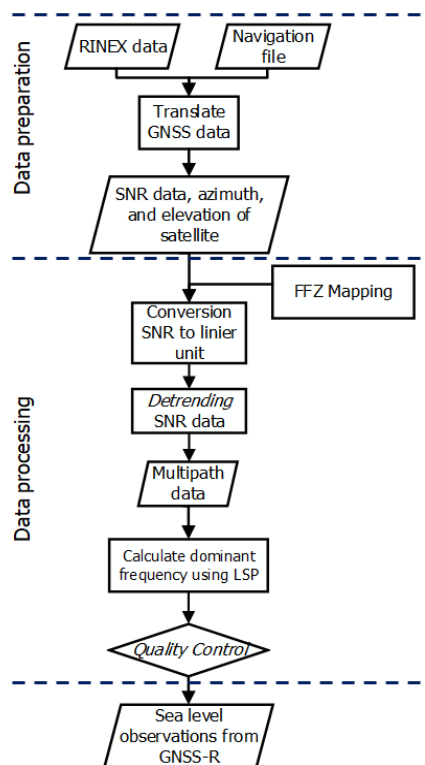 Data preparation
RINEX data
Navigation
file
Translate
GNSS data
SNR data, azimuth,
and elevation of
satellite
Data processing
FFZ Mapping
Conversion
SNR to linier
unit
Detrending
SNR data
Multipath
data
Calculate dominant
frequency using LSP
Quality Control
Sea level
observations from
GNSS-R